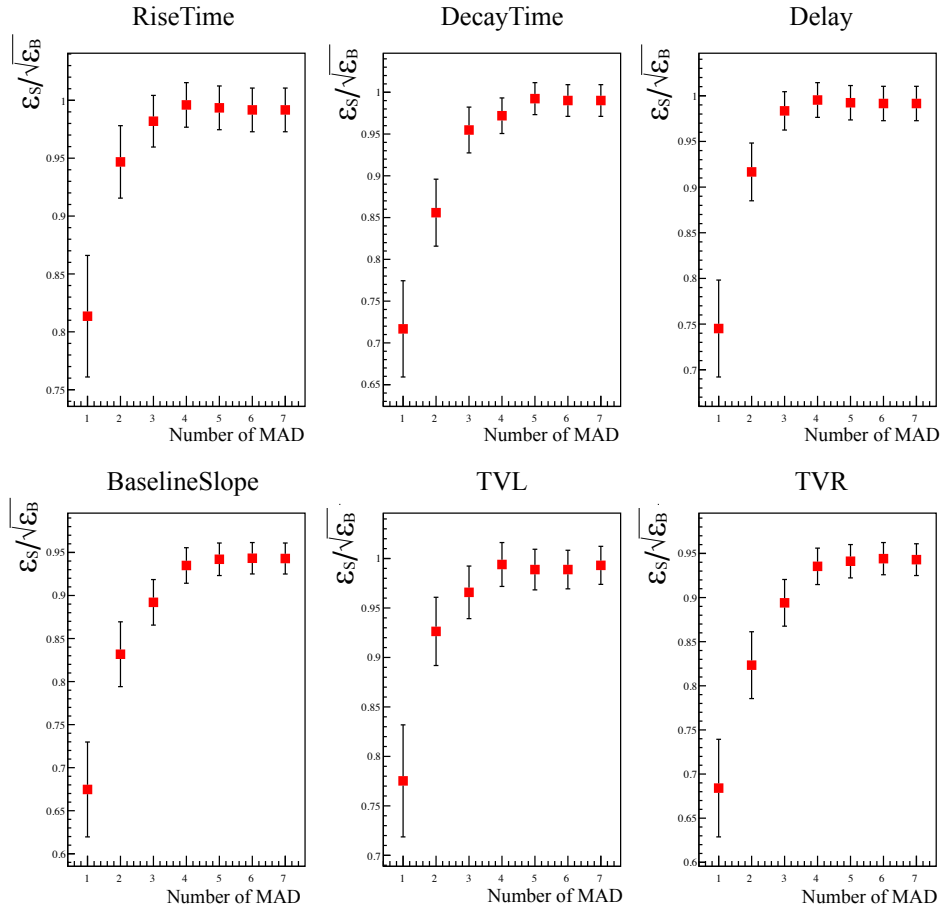 RiseTime
εS/√εB
1
0.95
0.9
0.85
0.8
0.75
1 2 3 4 5 6 7
Number of MAD
DecayTime
εS/√εB
1
0.95
0.9
0.85
0.8
0.75
0.7
0.65
1 2 3 4 5 6 7
Number of MAD
Delay
εS/√εB
1
0.95
0.9
0.85
0.8
0.75
0.7
1 2 3 4 5 6 7
Number of MAD
BaselineSlope
εS/√εB
0.95
0.9
0.85
0.8
0.75
0.7
0.65
0.6
1 2 3 4 5 6 7
Number of MAD
TVL
εS/√εB
1
0.95
0.9
0.85
0.8
0.75
0.7
1 2 3 4 5 6 7
Number of MAD
TVR
εS/√εB
0.95
0.9
0.85
0.8
0.75
0.7
0.65
0.6
1 2 3 4 5 6 7
Number of MAD